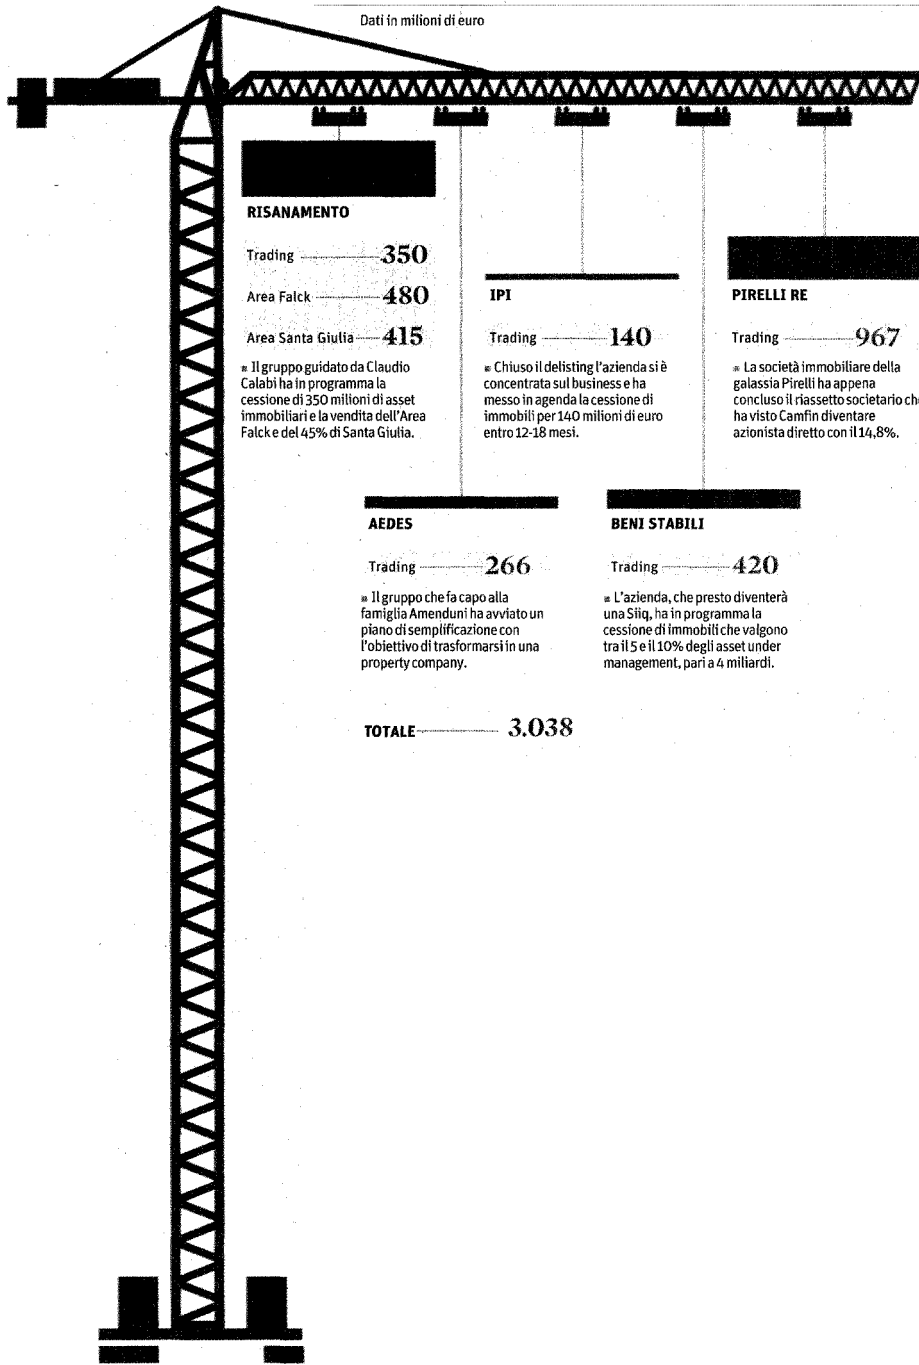 Dati in milioni di euro
RISANAMENTO
Trading 350
Area Falck 480
Area Santa Giulia 415
Il gruppo guidato da Claudio
Calabi ha in programma la
cessione di 350 milioni di asset
immobiliari e la vendita dell'Area
Falck e del 45% di Santa Giulia.
IPI
Trading 140
Chiuso il delisting l'azienda si è
concentrata sul business e ha
messo in agenda la cessione di
immobili per 140 milioni di euro
entro 12-18 mesi.
PIRELLI RE
Trading 967
La società immobiliare della
galassia Pirelli ha appena
concluso il riassetto societario ch
ha visto Camfin diventare
azionista diretto con il 14,8%.
AEDES
Trading 266
Il gruppo che fa capo alla
famiglia Amenduni ha avviato un
piano di semplificazione con
l'obiettivo di trasformarsi in una
property company.
BENI STABILI
Trading 420
L'azienda, che presto diventerà
una Siiq, ha in programma la
cessione di immobili che valgono
tra il 5 e il 10% degli asset under
management, pari a 4 miliardi.
TOTALE 3.038